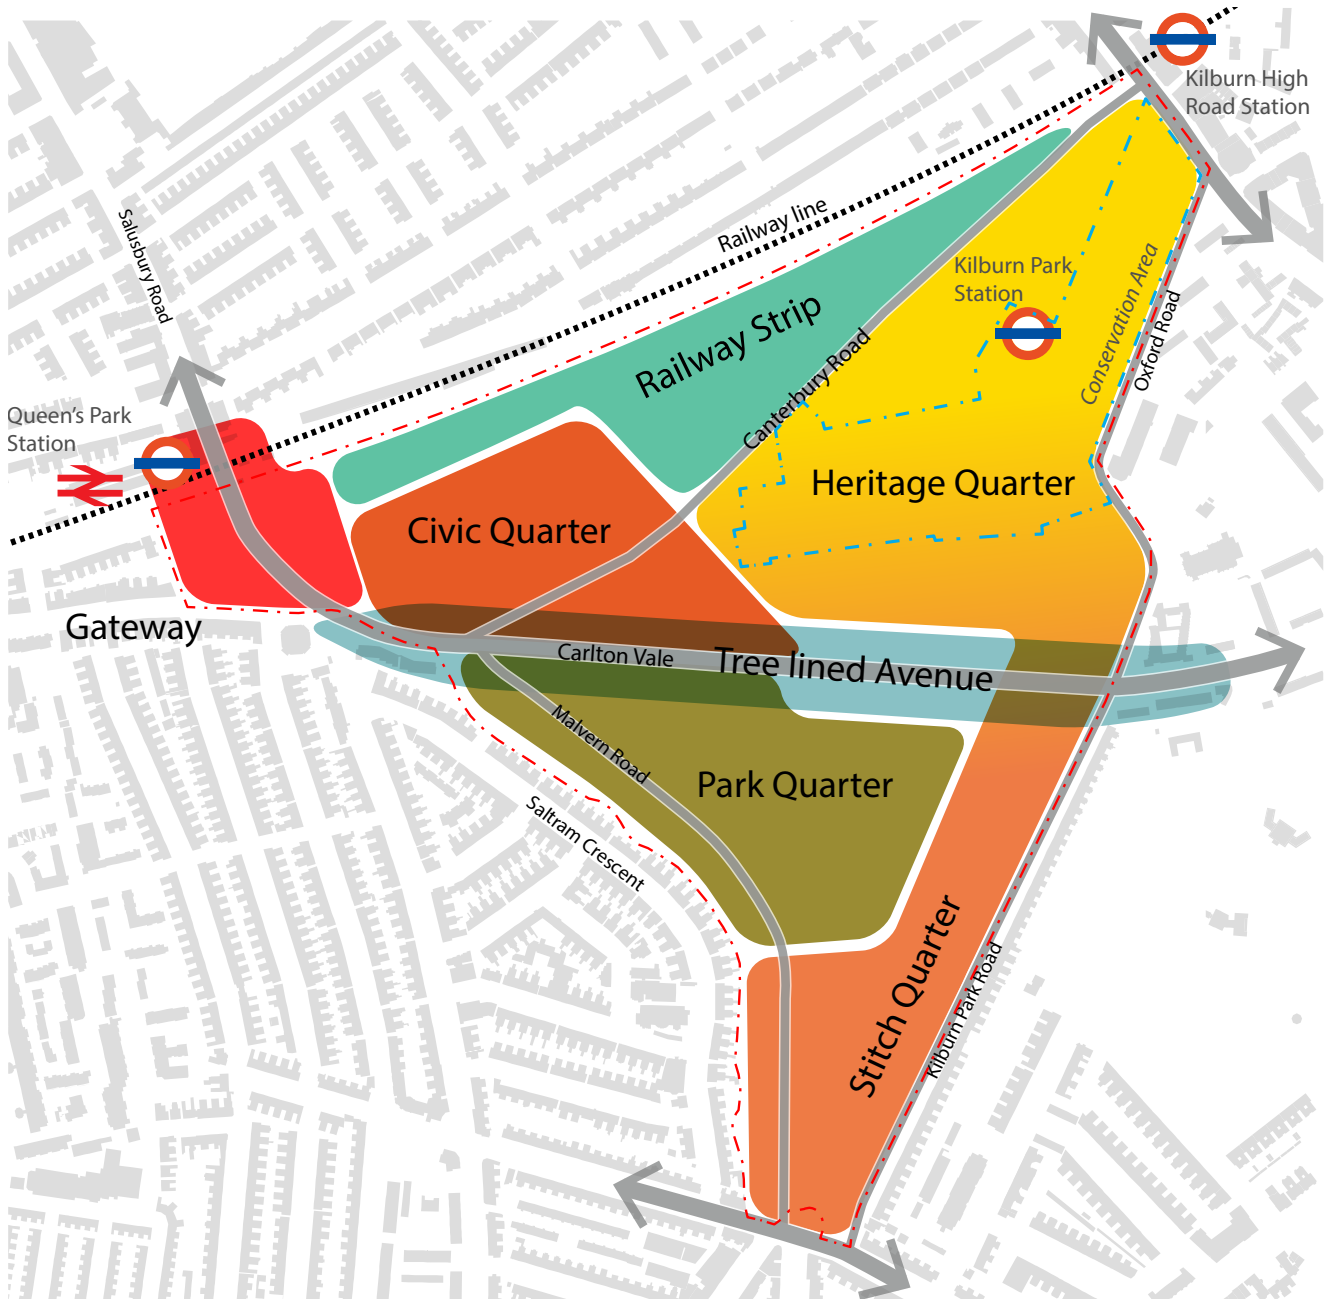 Kilburn High
Road Station
Salusbury Road
Railway line
Kilburn Park
Station
Conservation Area
Oxford Road
Railway Strip
Canterbury Road
Queen's Park
Station
Heritage Quarter
Civic Quarter
Gateway
Carlton Vale
Tree lined Avenue
Malvern Road
Park Quarter
Saltram Crescent
Stitch Quarter
Kilburn Park Road